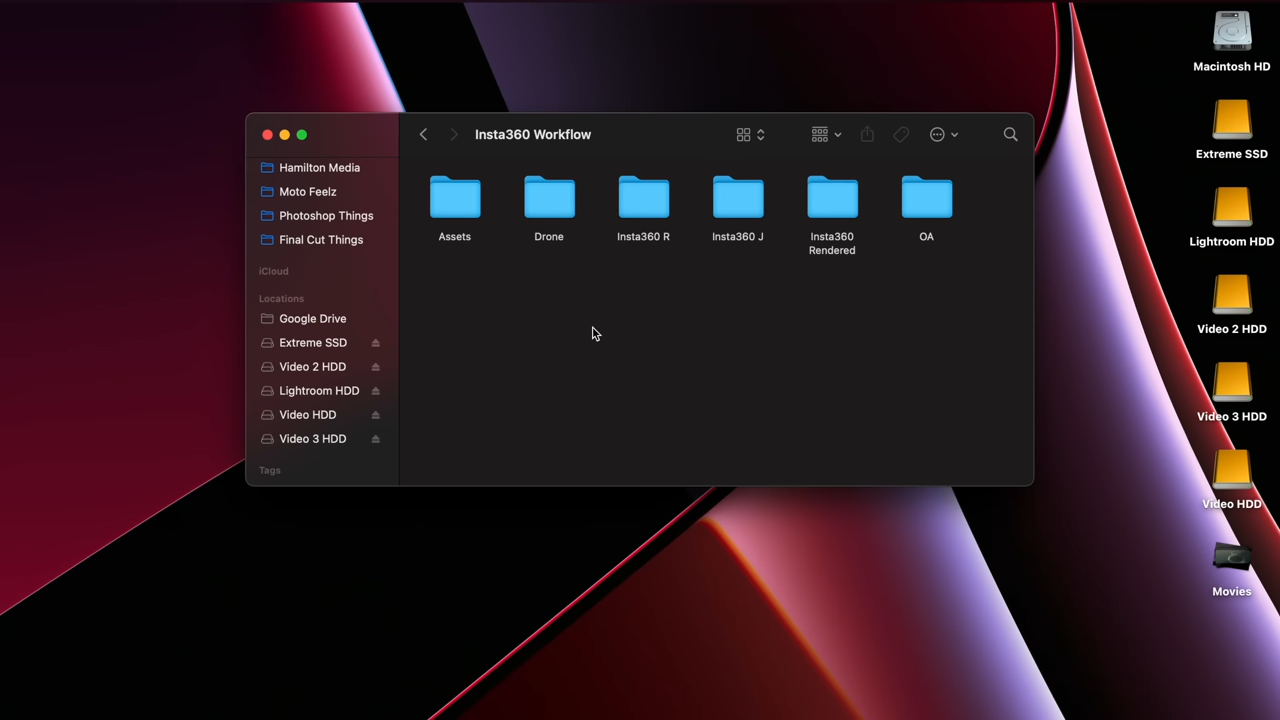 Insta360 Workflow
Hamilton Media
Moto Feelz
Photoshop Things
Final Cut Things
iCloud
Locations
Google Drive
Extreme SSD
Video 2 HDD
Lightroom HDD
Video HDD
Video 3 HDD
Tags
Assets
Drone
Insta360 R
Insta360 J
Insta360
Rendered
OA
Macintosh HD
Extreme SSD
Lightroom HDD
Video 2 HDD
Video 3 HDD
Video HDD
Movies